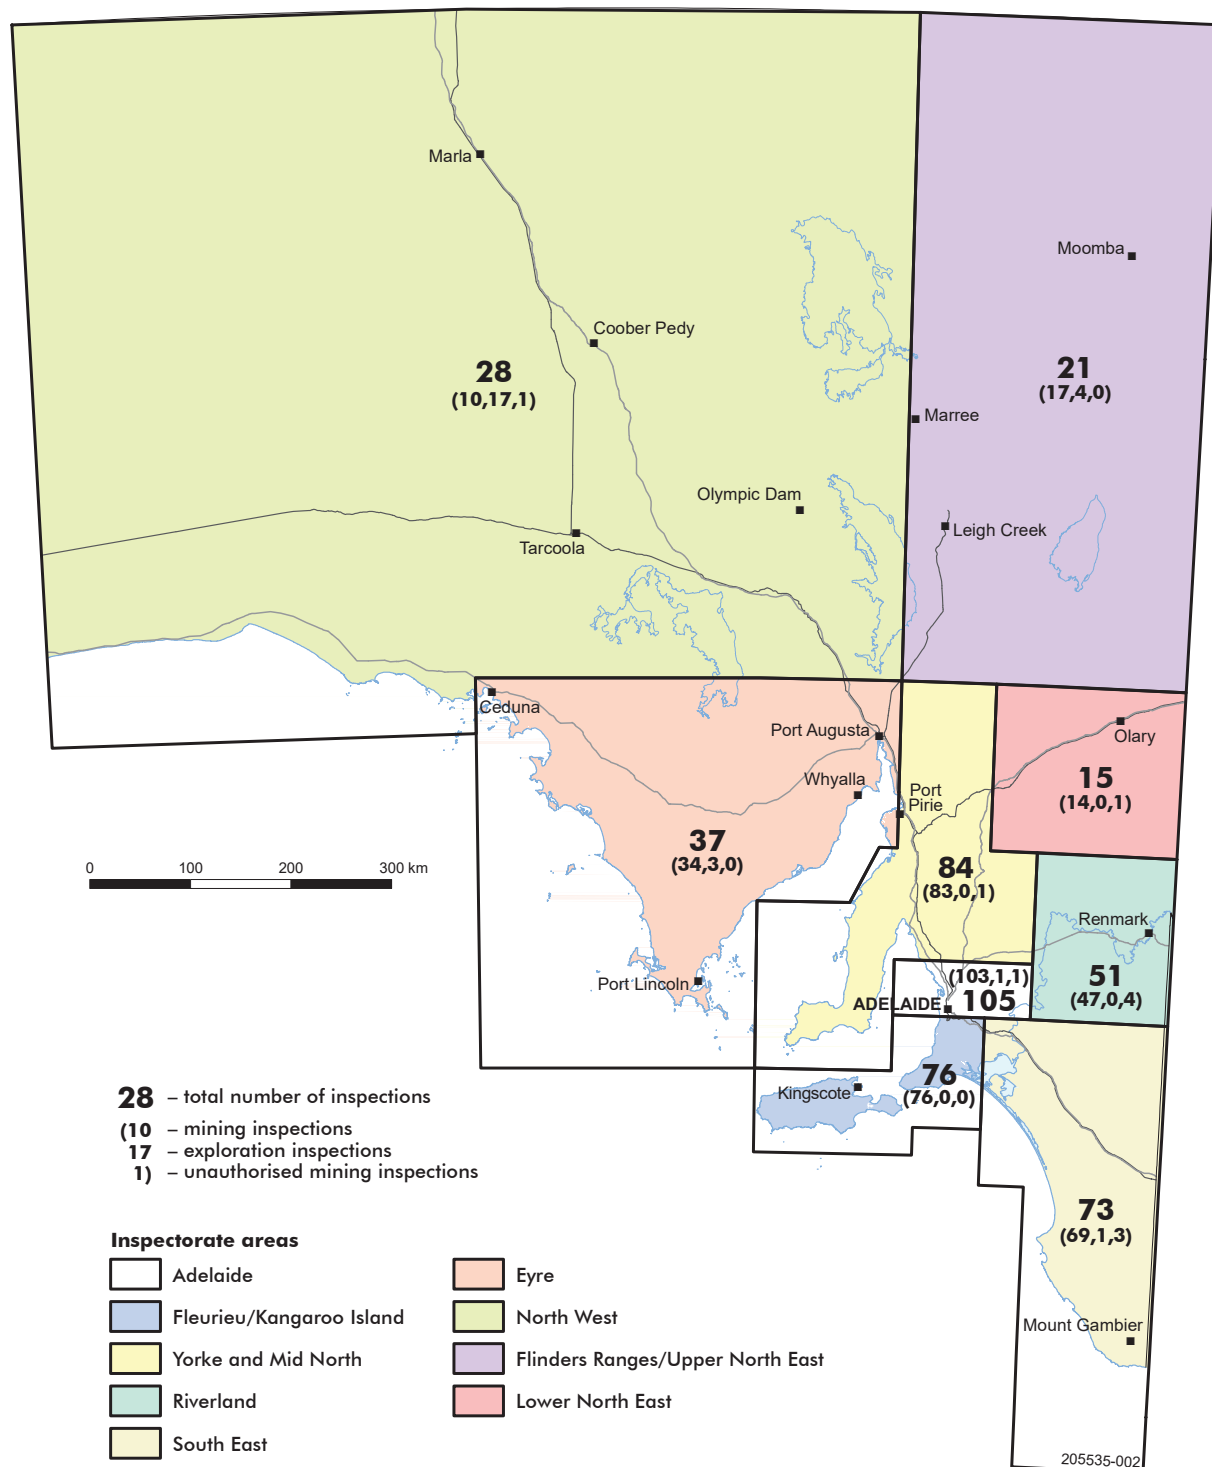 Marla
Moomba
Coober Pedy
28
(10,17,1)
21
(17,4,0)
Marree
Olympic Dam
Leigh Creek
Tarcoola
Ceduna
Port Augusta
Olary
Whyalla
Port
Pirie
15
(14,0,1)
37
(34,3,0)
84
(83,0,1)
0 100 200 300 km
Renmark
Port Lincoln
(103,1,1)
ADELAIDE 105
51
(47,0,4)
Kingscote
76
(76,0,0)
28 – total number of inspections
(10 – mining inspections
17 – exploration inspections
1) – unauthorised mining inspections
73
(69,1,3)
Mount Gambier
Inspectorate areas
Adelaide
Fleurieu/Kangaroo Island
Yorke and Mid North
Riverland
South East
Eyre
North West
Flinders Ranges/Upper North East
Lower North East
205535-002